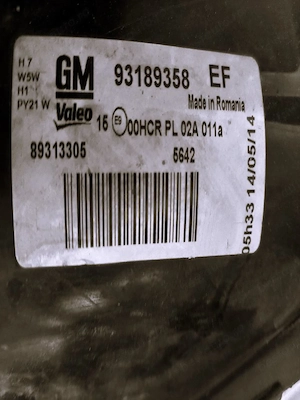 H 7
W5W
H1
PY21 W
GM
93189358 EF
Made in Romania
Valeo
15 E9 00HCR PL 02A 011a
89313305
5642
05h33 14/05/14